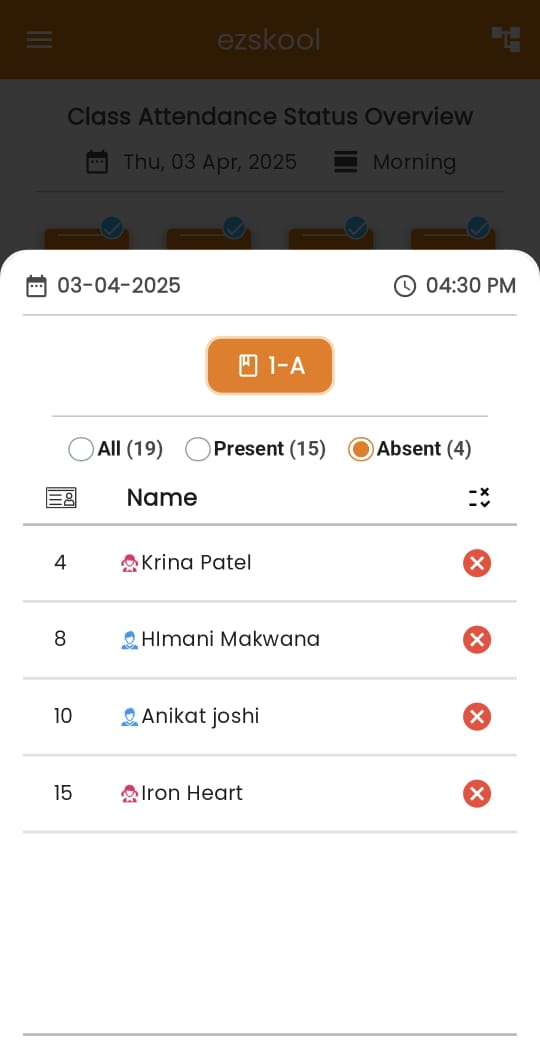 ezskool
Class Attendance Status Overview
Thu, 03 Apr, 2025 Morning
03-04-2025 04:30 PM
1-A
All (19) Present (15) Absent (4)
Name
4 Krina Patel
8 HImani Makwana
10 Anikat joshi
15 Iron Heart